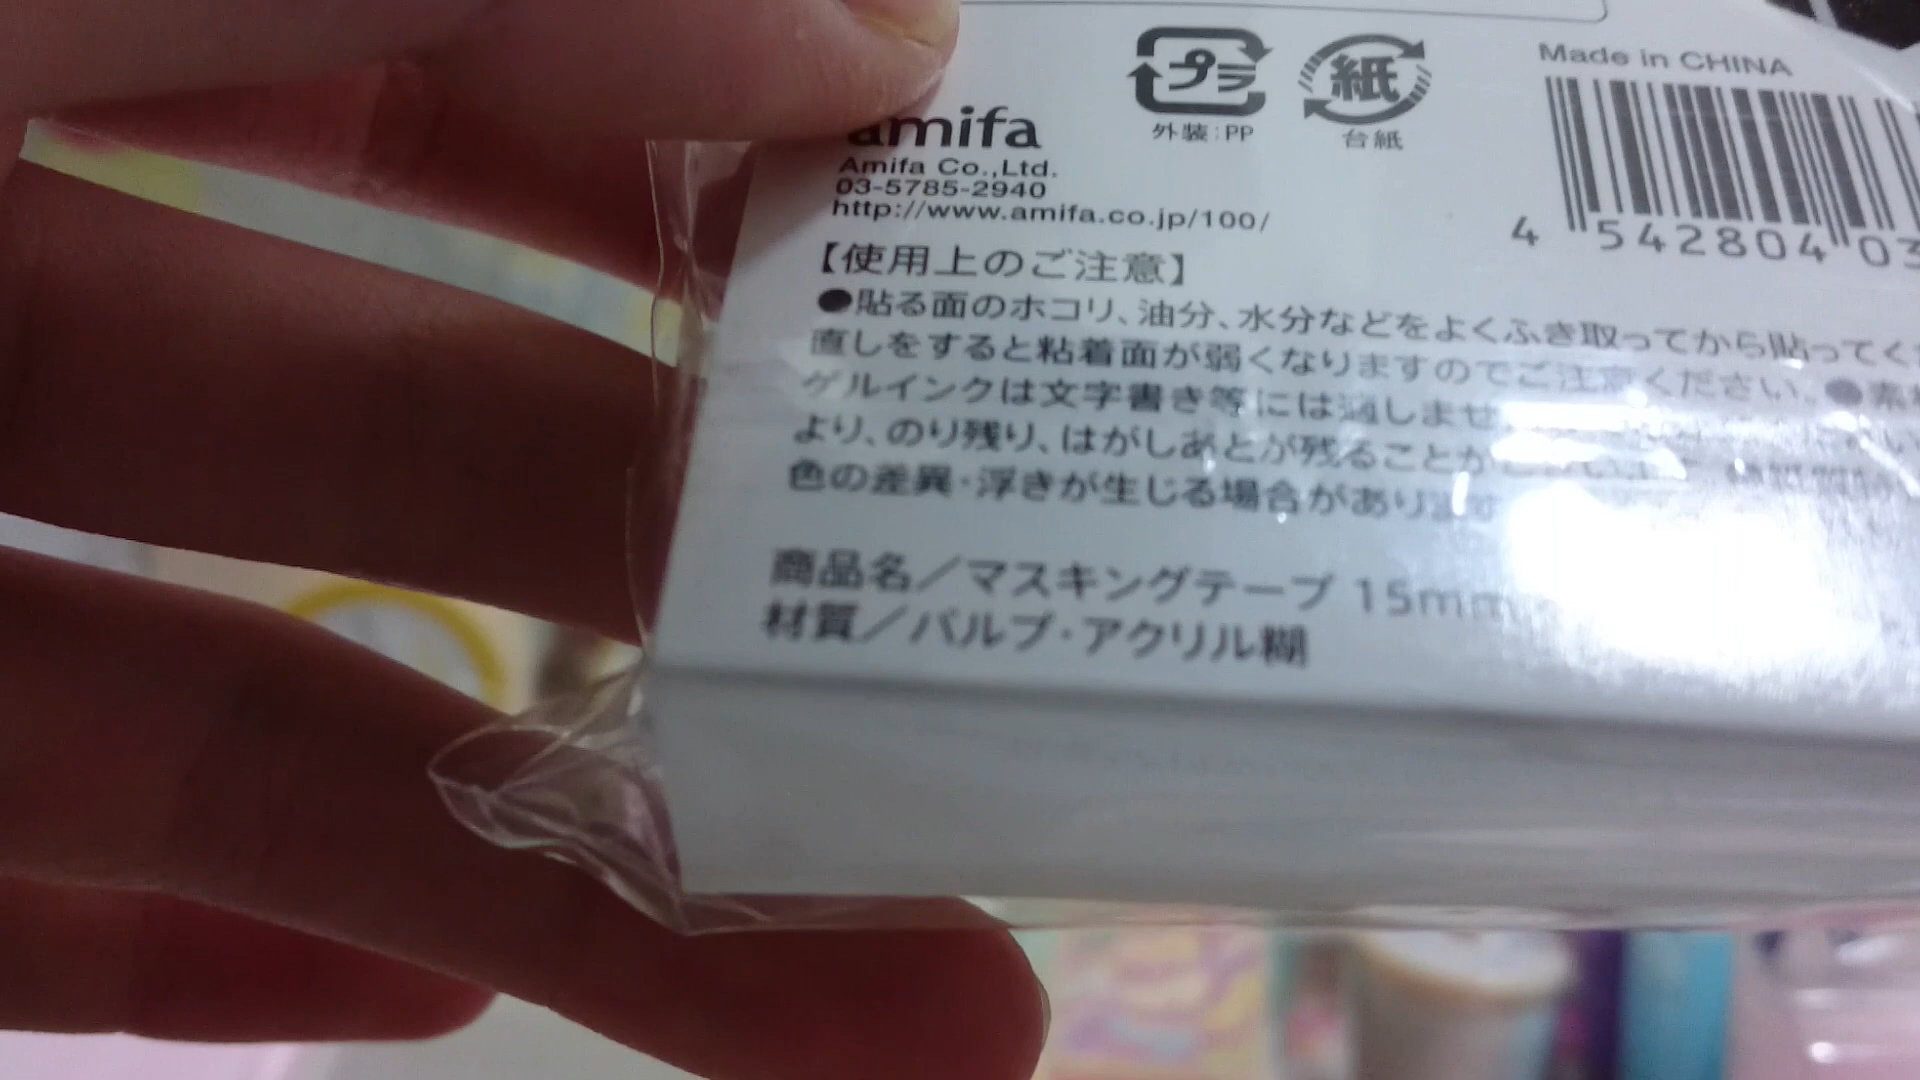 Made in CHINA
プラ
紙
外装:PP
台紙
amifa
Amifa Co.,Ltd.
03-5785-2940
http://www.amifa.co.jp/100/
4 542804 03
【使用上のご注意】
●貼る面のホコリ、油分、水分などをよくふき取ってから貼ってく
直しをすると粘着面が弱くなりますのでご注意ください。●素
ゲルインクは文字書き等には適しませ
より、のり残り、はがしあとが残ることが
色の差異・浮きが生じる場合があります
商品名／マスキングテープ 15mm
材質／パルプ・アクリル糊